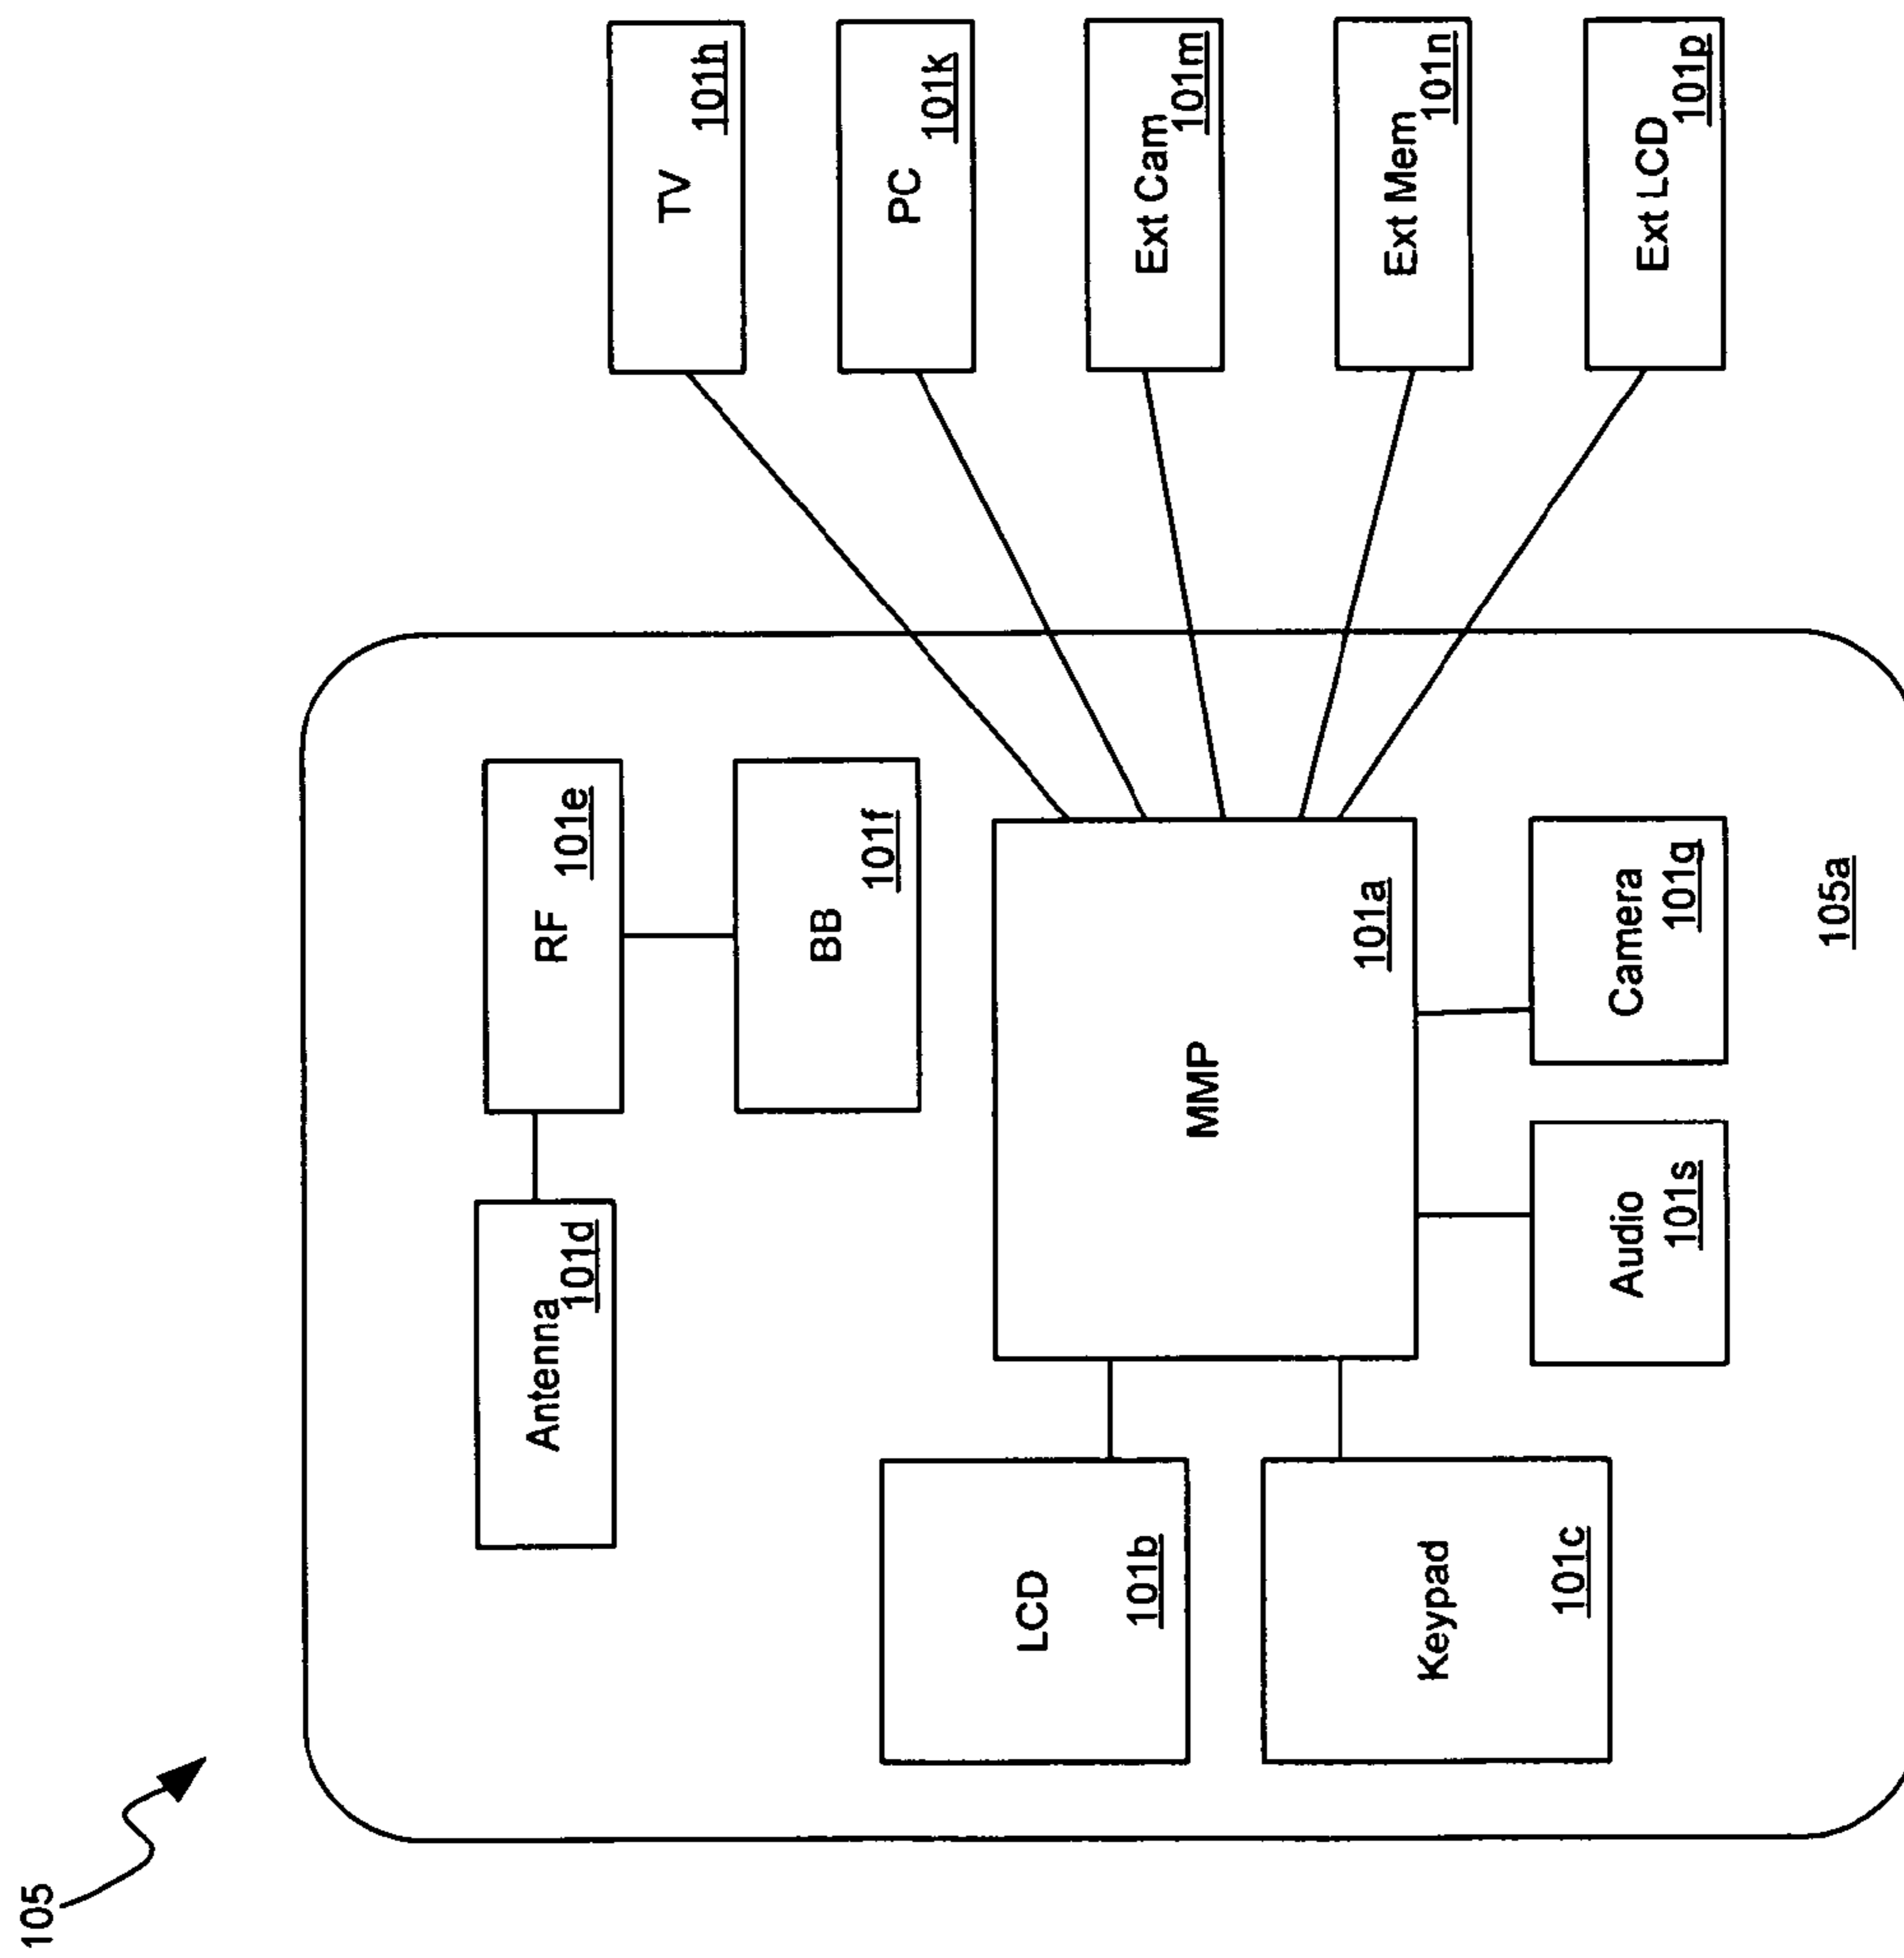 105
Antenna
101d
RF
101e
TV
101h
BB
101f
PC
101k
LCD
101b
MMP
101a
Ext Cam
101m
Ext Mem
101n
Keypad
101c
Audio
101s
Camera
101g
Ext LCD
101p
105a